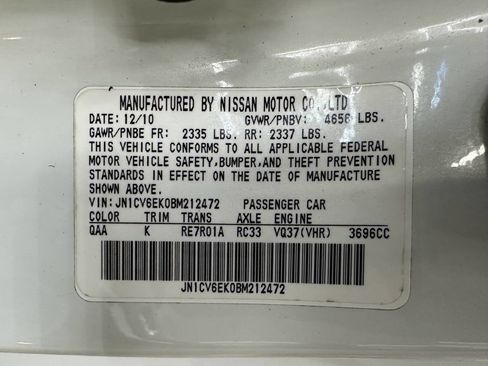 MANUFACTURED BY NISSAN MOTOR CO.,LTD
DATE: 12/10 GVWR/PNBV: 4656 LBS.
GAWR/PNBE FR: 2335 LBS. RR: 2337 LBS.
THIS VEHICLE CONFORMS TO ALL APPLICABLE FEDERAL
MOTOR VEHICLE SAFETY,BUMPER,AND THEFT PREVENTION
STANDARDS IN EFFECT ON THE DATE OF MANUFACTURE
SHOWN ABOVE.
VIN:JN1CV6EK0BM212472 PASSENGER CAR
COLOR TRIM TRANS AXLE ENGINE
QAA K RE7R01A RC33 VQ37(VHR) 3696CC
JN1CV6EK0BM212472